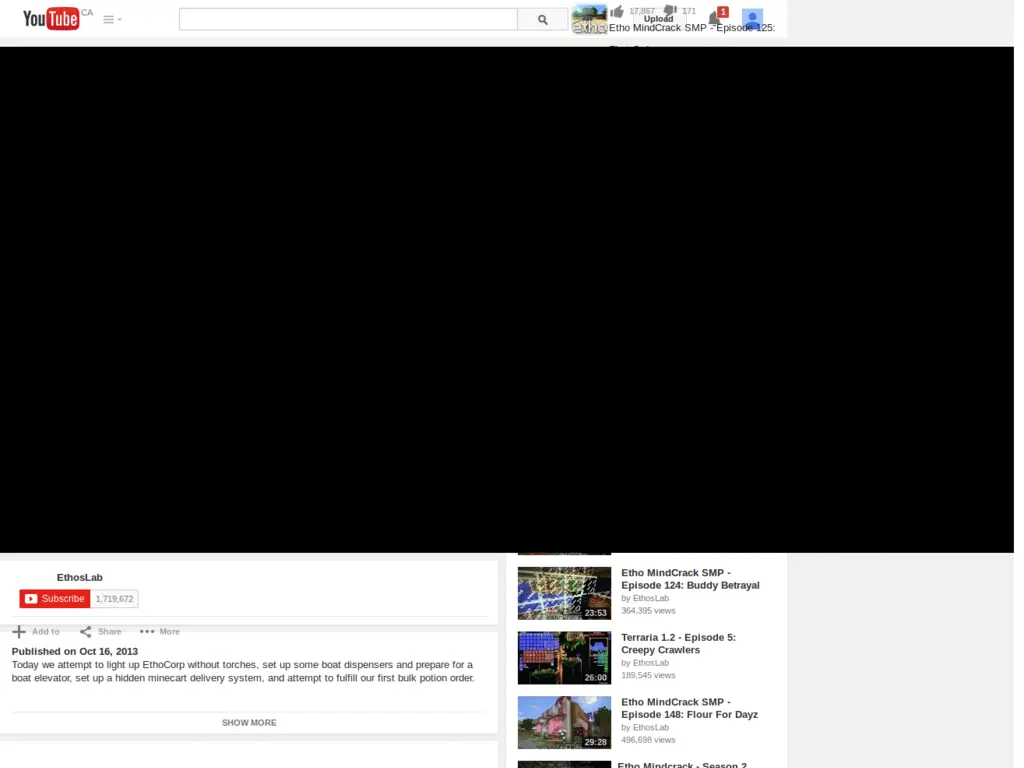 YouTube CA
17,867 171
Upload
1
etho
Etho MindCrack SMP - Episode 125:
EthosLab
Subscribe 1,719,672
Add to Share More
Published on Oct 16, 2013
Today we attempt to light up EthoCorp without torches, set up some boat dispensers and prepare for a
boat elevator, set up a hidden minecart delivery system, and attempt to fulfill our first bulk potion order.
SHOW MORE
Etho MindCrack SMP -
Episode 124: Buddy Betrayal
by EthosLab
364,395 views
23:53
Terraria 1.2 - Episode 5:
Creepy Crawlers
by EthosLab
189,545 views
26:00
Etho MindCrack SMP -
Episode 148: Flour For Dayz
by EthosLab
496,698 views
29:28
Etho Mindcrack - Season 2